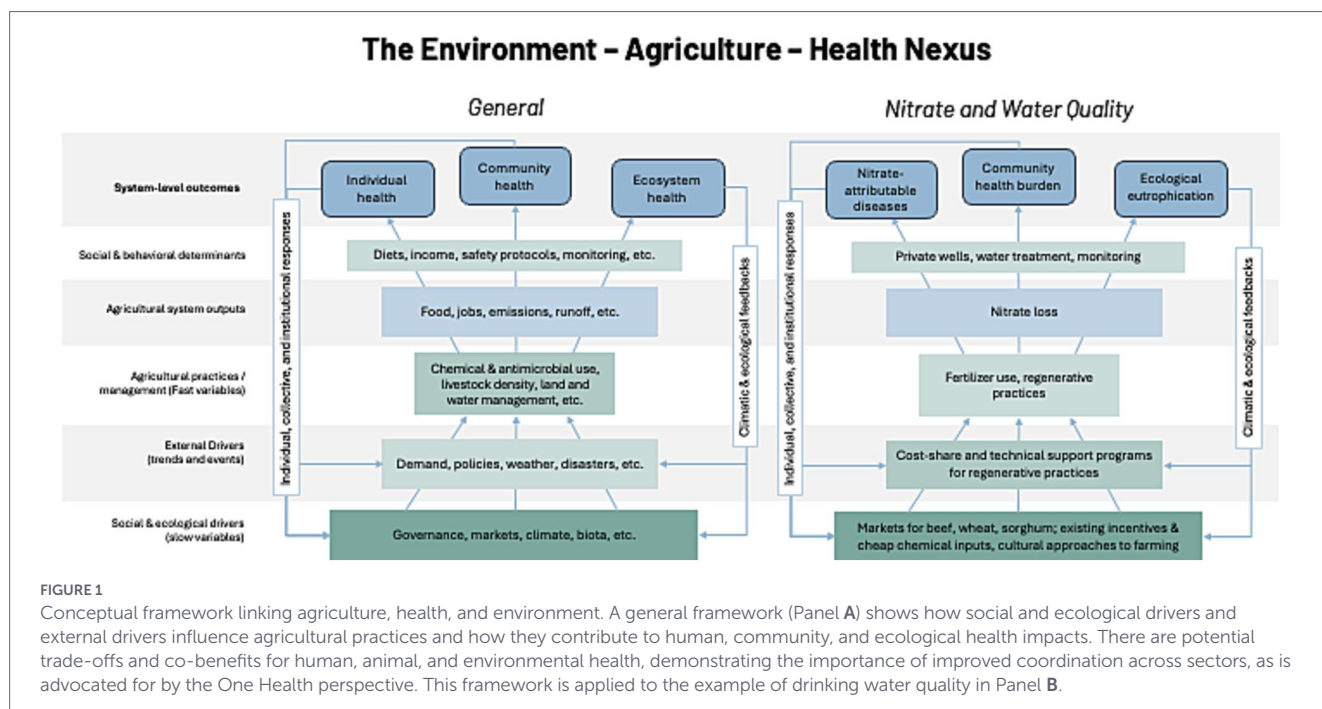 The Environment – Agriculture – Health Nexus
General
Nitrate and Water Quality
System-level outcomes
Individual
health
Community
health
Ecosystem
health
Nitrate-
attributable
diseases
Community
health burden
Ecological
eutrophication
Social & behavioral determinants
Diets, income, safety protocols, monitoring, etc.
Private wells, water treatment, monitoring
Agricultural system outputs
Food, jobs, emissions, runoff, etc.
Nitrate loss
Agricultural practices /
management (Fast variables)
Chemical & antimicrobial use,
livestock density, land and
water management, etc.
Fertilizer use, regenerative
practices
External Drivers
(trends and events)
Demand, policies, weather, disasters, etc.
Cost-share and technical support programs
for regenerative practices
Social & ecological drivers
(slow variables)
Governance, markets, climate, biota, etc.
Markets for beef, wheat, sorghum; existing incentives &
cheap chemical inputs, cultural approaches to farming
Individual, collective, and institutional responses
Climatic & ecological feedbacks
Individual, collective, and institutional responses
Climatic & ecological feedbacks
FIGURE 1
Conceptual framework linking agriculture, health, and environment. A general framework (Panel A) shows how social and ecological drivers and
external drivers influence agricultural practices and how they contribute to human, community, and ecological health impacts. There are potential
trade-offs and co-benefits for human, animal, and environmental health, demonstrating the importance of improved coordination across sectors, as is
advocated for by the One Health perspective. This framework is applied to the example of drinking water quality in Panel B.